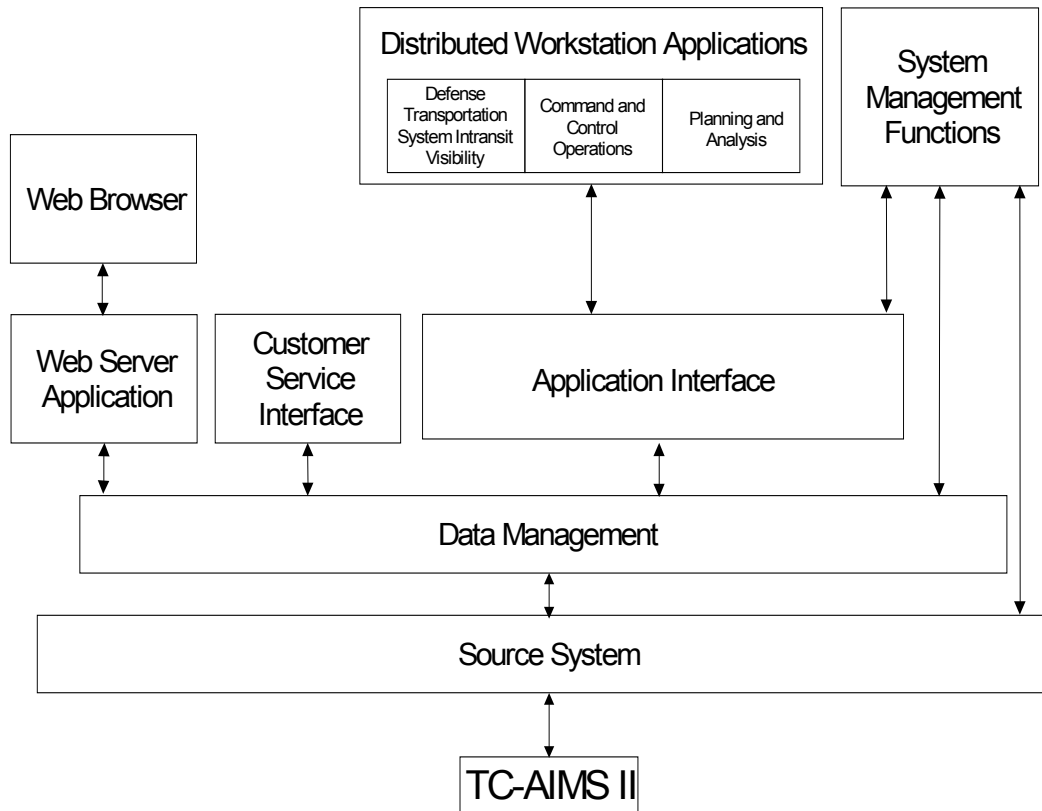 Distributed Workstation Applications
Defense
Transportation
System Intransit
Visibility
Command and
Control
Operations
Planning and
Analysis
System
Management
Functions
Web Browser
Web Server
Application
Customer
Service
Interface
Application Interface
Data Management
Source System
TC-AIMS II